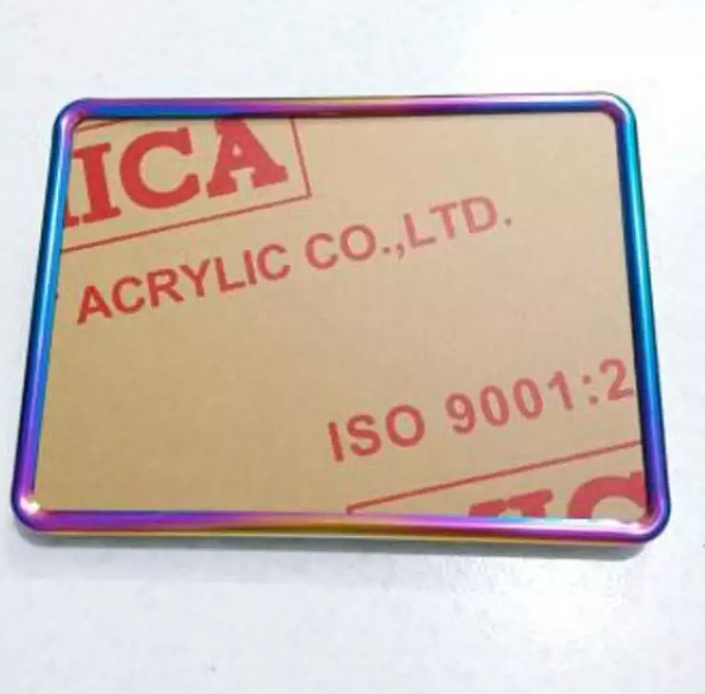 ICA
ACRYLIC CO.,LTD.
ISO 9001:2